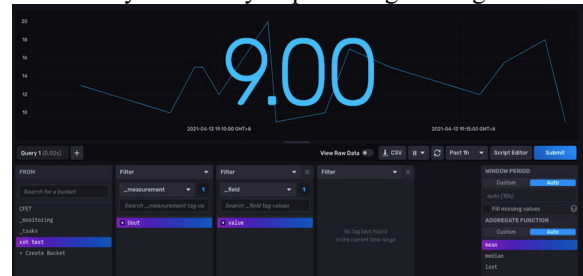 20
18
16
14
12
10
9.00
2021-04-13 19:10:00 GMT+8
2021-04-13 19:15:00 GMT+8
Query 1 (0.02s) +
View Raw Data
CSV
Past 1h
Script Editor
Submit
FROM
Search for a bucket
CFET
_monitoring
_tasks
xxh test
+ Create Bucket
Filter
_measurement
1
Search _measurement tag va
Uout
Filter
_field
1
Search _field tag values
value
Filter
No tag keys found
in the current time range
WINDOW PERIOD
Custom
Auto
auto (10s)
Fill missing values
AGGREGATE FUNCTION
Custom
Auto
mean
median
last